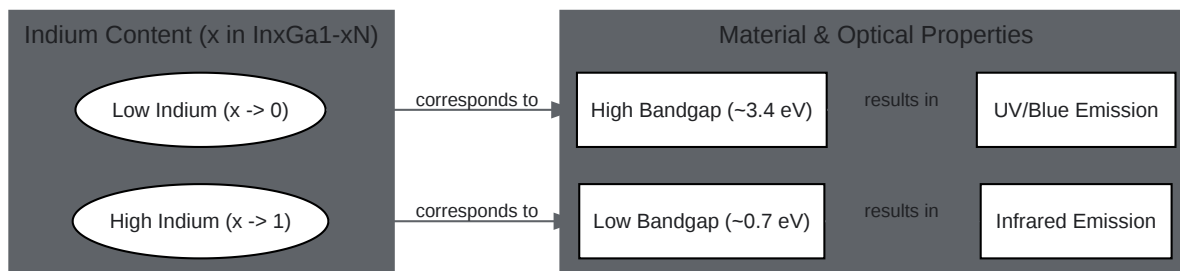 Indium Content (x in InxGa1-xN)
Material & Optical Properties
Low Indium (x -> 0)
corresponds to
High Bandgap (~3.4 eV)
results in
UV/Blue Emission
High Indium (x -> 1)
corresponds to
Low Bandgap (~0.7 eV)
results in
Infrared Emission